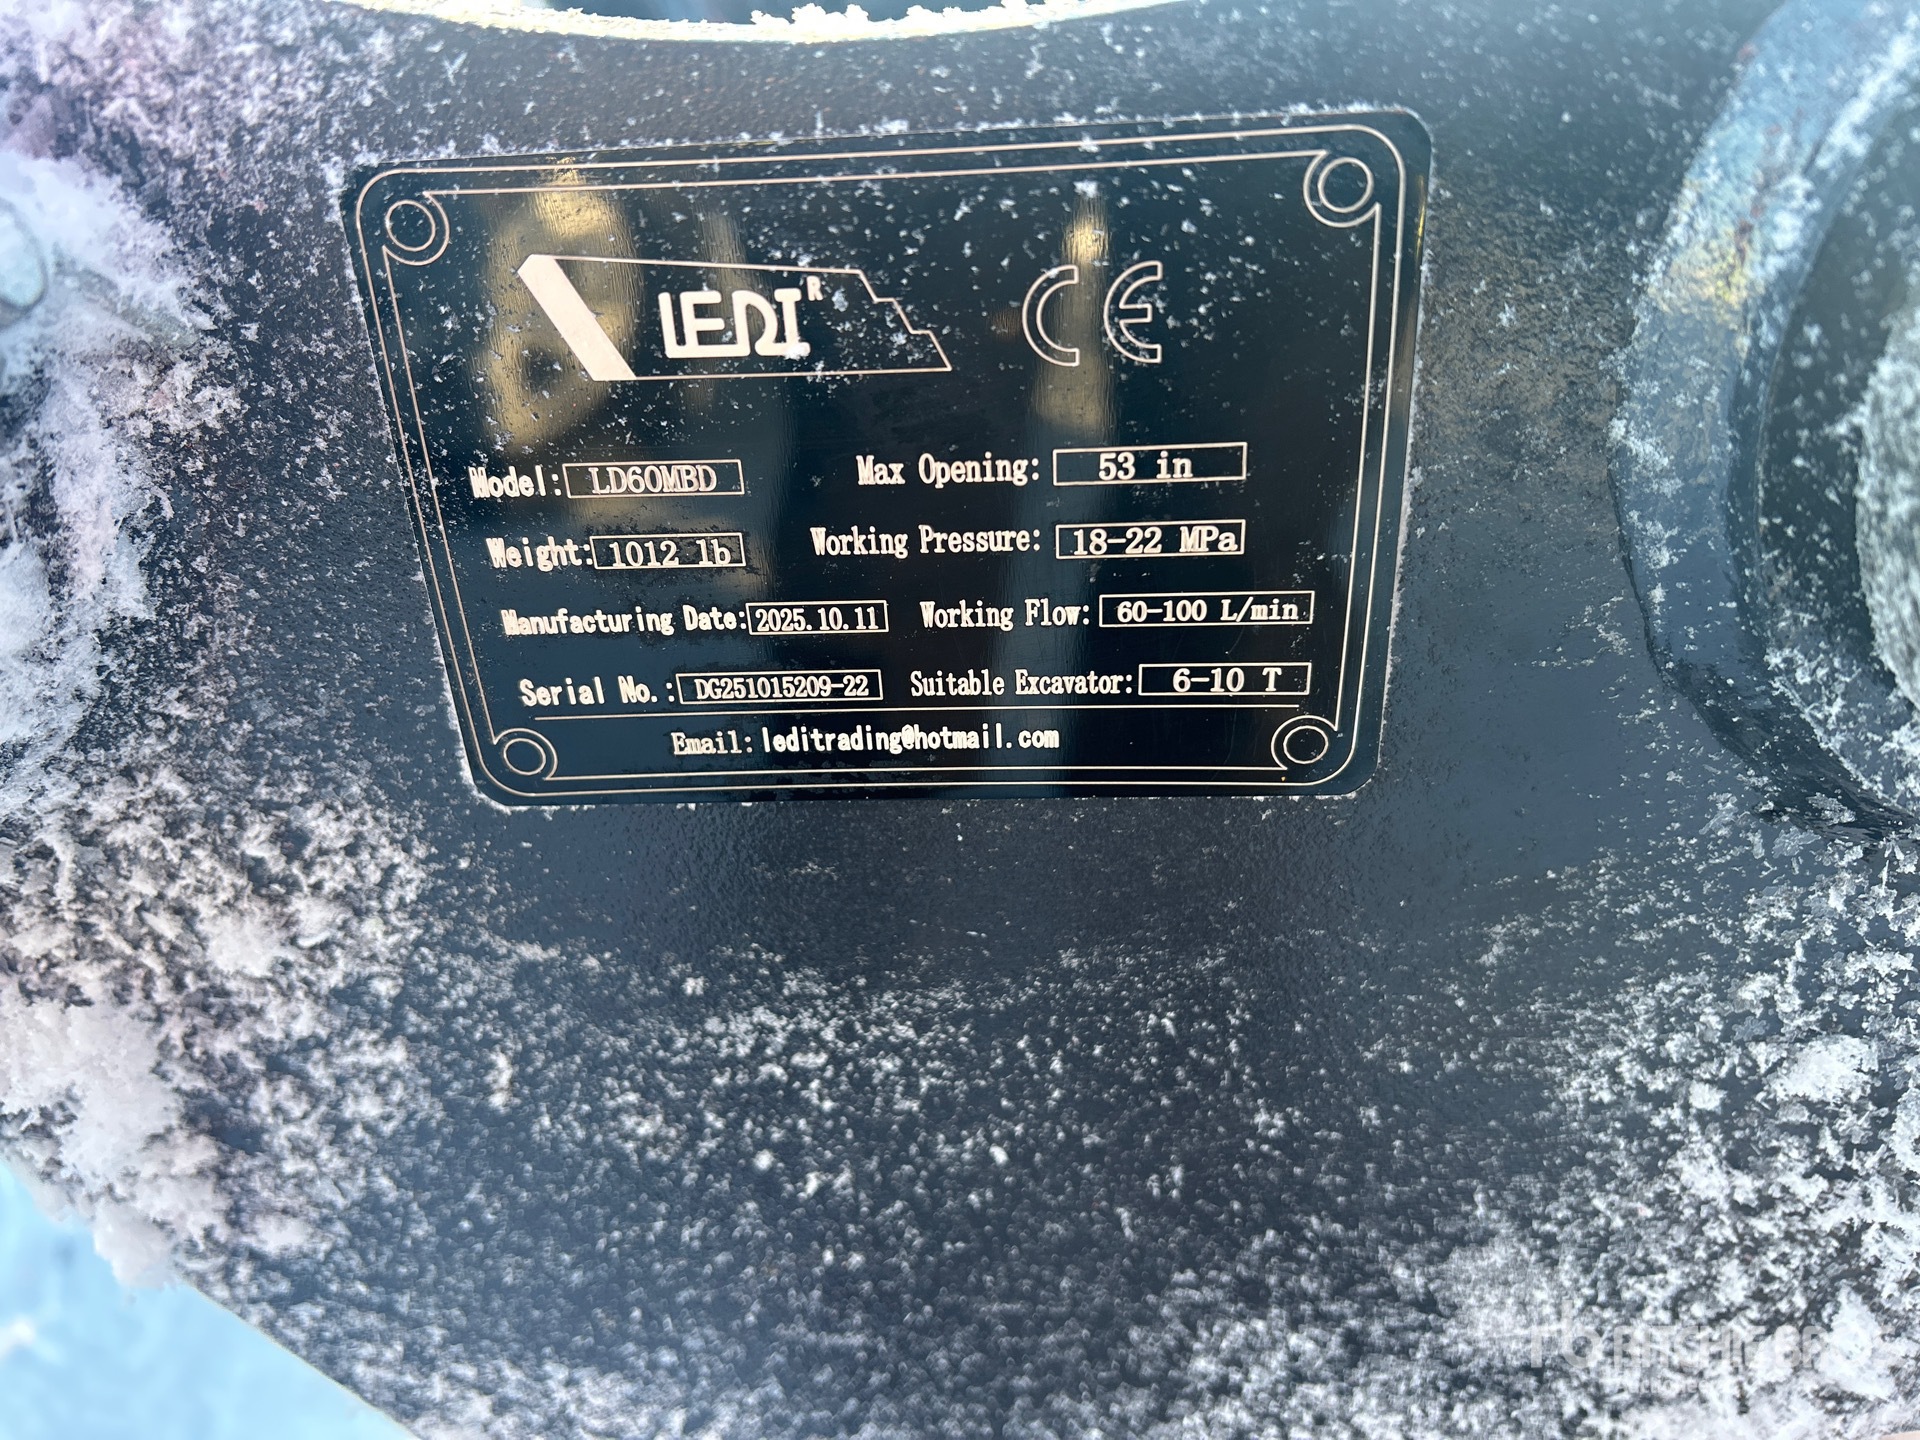 LEDI R CE
Model: LD60MBD Max Opening: 53 in
Weight: 1012 lb Working Pressure: 18-22 MPa
Manufacturing Date: 2025.10.11 Working Flow: 60-100 L/min
Serial No.: DG251015209-22 Suitable Excavator: 6-10 T
Email: leditrading@hotmail.com